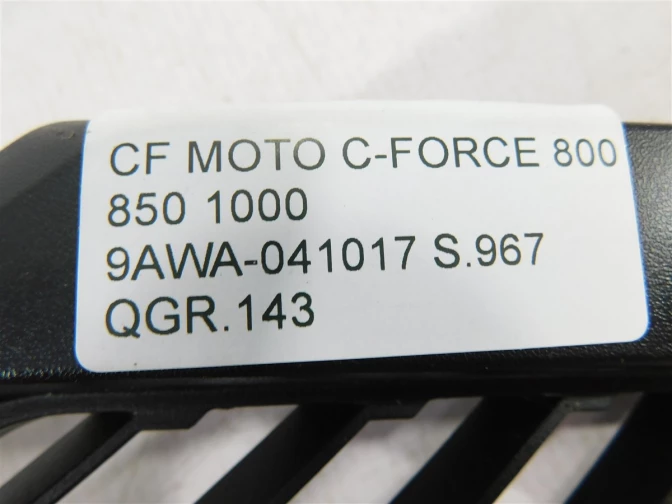 CF MOTO C-FORCE 800
850 1000
9AWA-041017 S.967
QGR.143